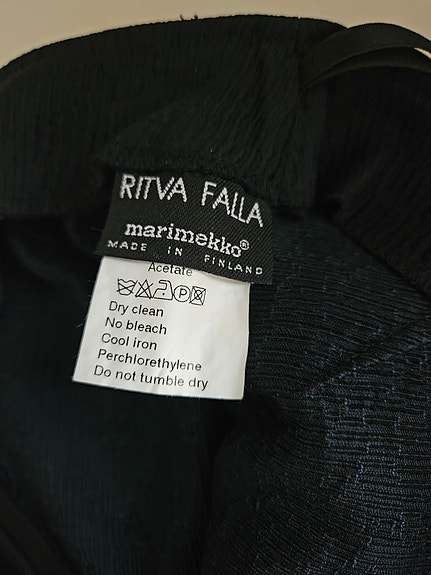 RITVA FALLA
marimekko®
MADE IN FINLAND
Acetate
P
Dry clean
No bleach
Cool iron
Perchlorethylene
Do not tumble dry